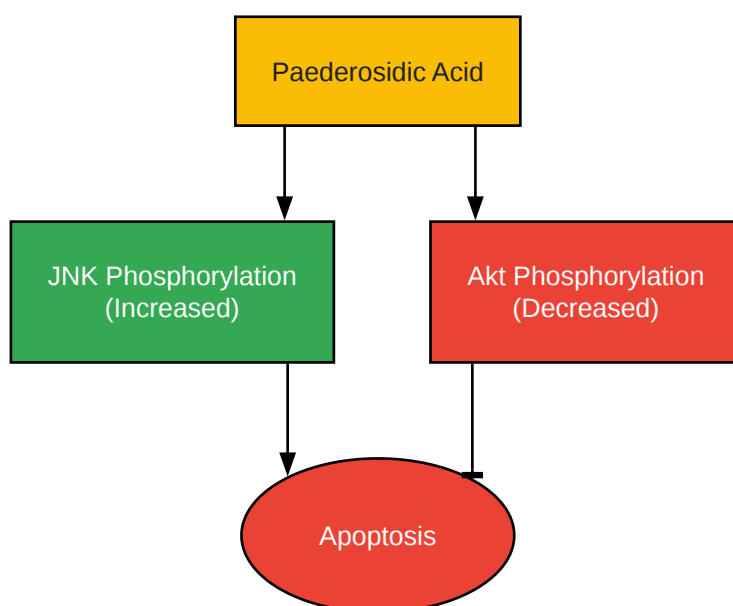 Paederosidic Acid
JNK Phosphorylation
(Increased)
Akt Phosphorylation
(Decreased)
Apoptosis